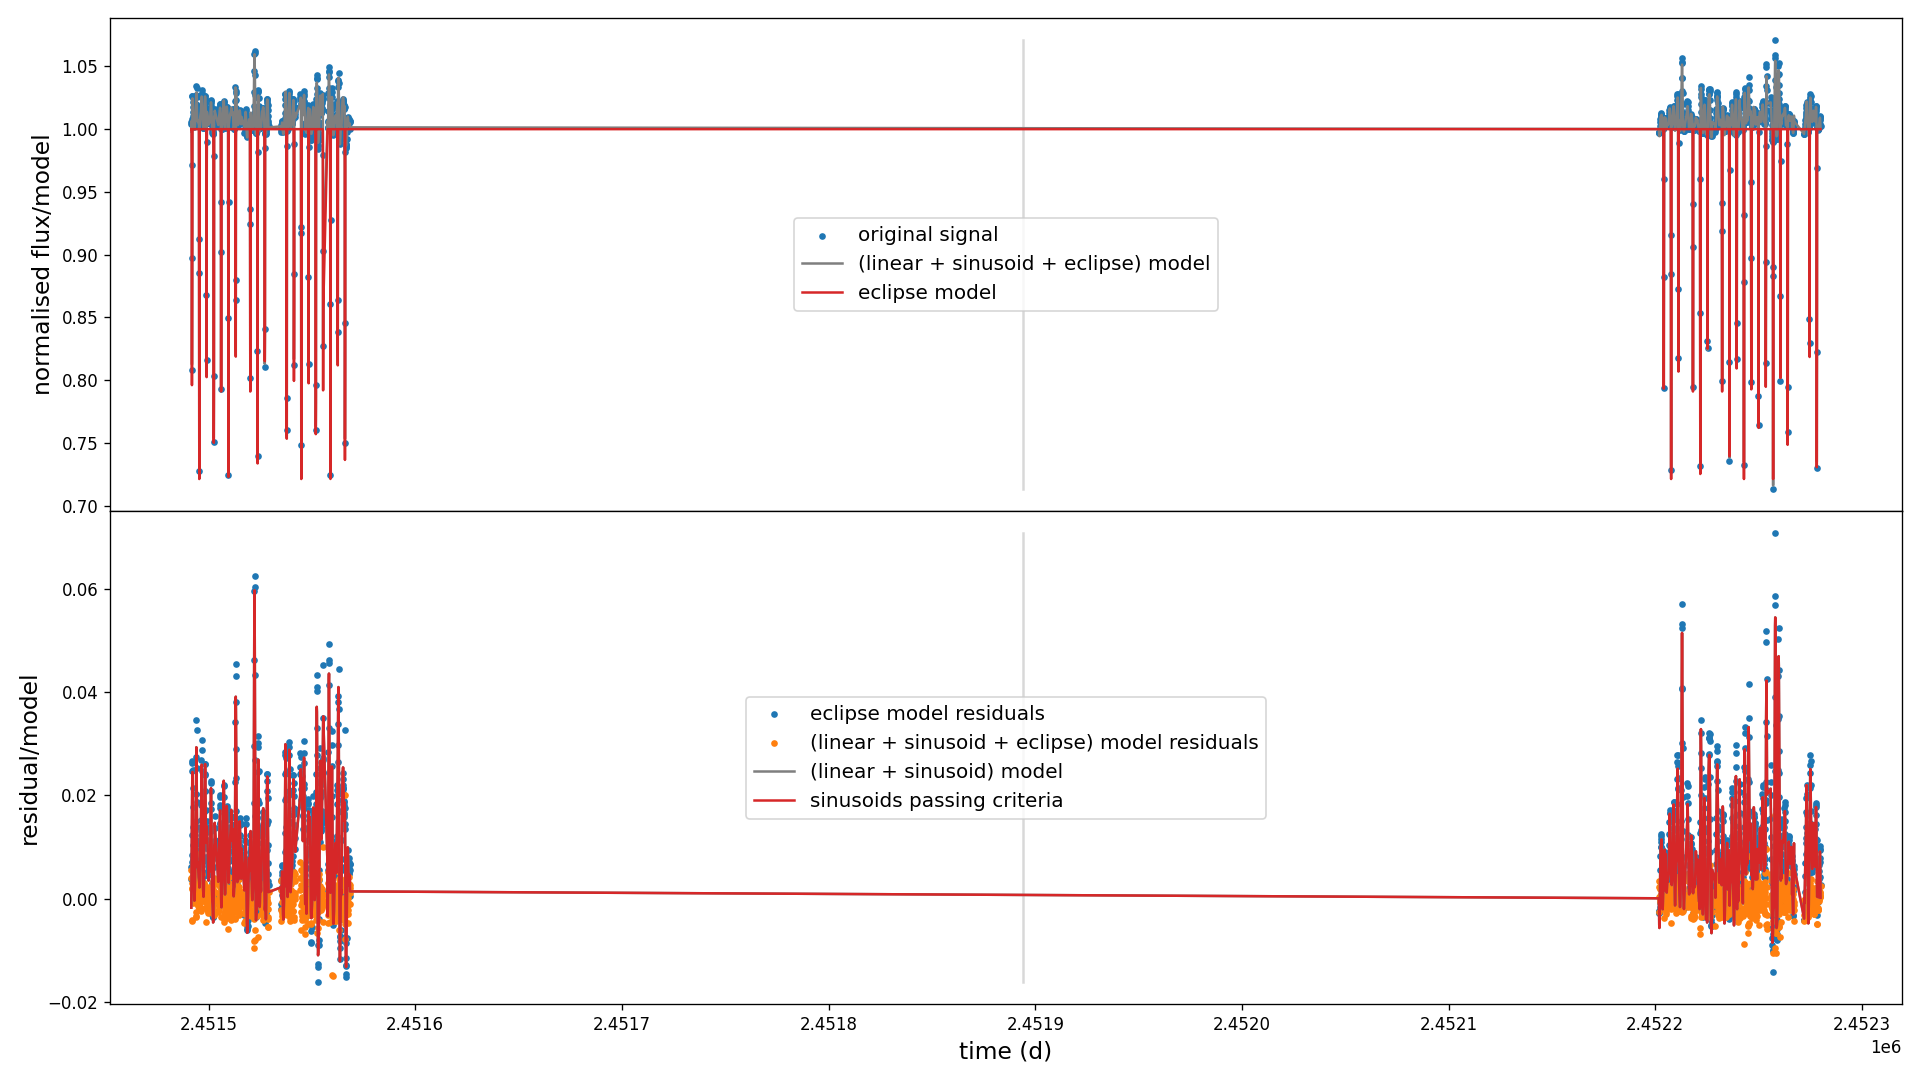 normalised flux/model
1.05
1.00
0.95
0.90
0.85
0.80
0.75
0.70
original signal
(linear + sinusoid + eclipse) model
eclipse model
residual/model
0.06
0.04
0.02
0.00
−0.02
eclipse model residuals
(linear + sinusoid + eclipse) model residuals
(linear + sinusoid) model
sinusoids passing criteria
2.4515 2.4516 2.4517 2.4518 2.4519 2.4520 2.4521 2.4522 2.4523
1e6
time (d)